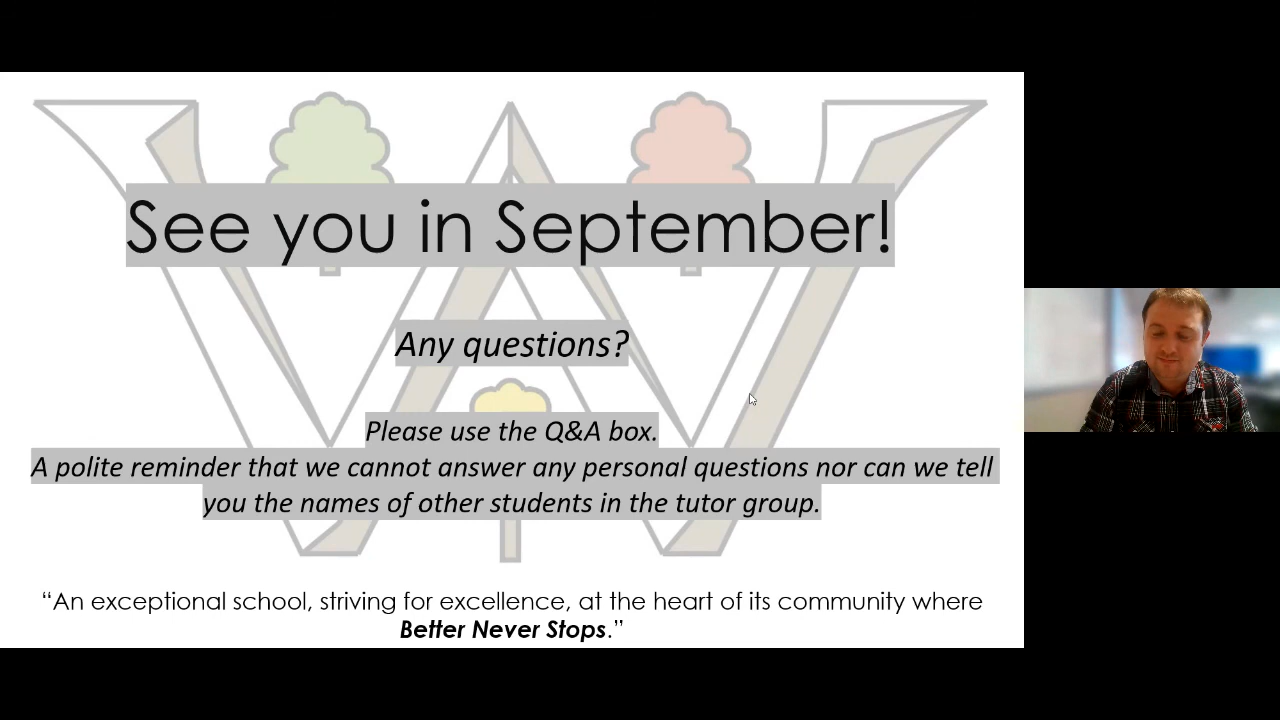 See you in September!
Any questions?
Please use the Q&A box.
A polite reminder that we cannot answer any personal questions nor can we tell
you the names of other students in the tutor group.
“An exceptional school, striving for excellence, at the heart of its community where
Better Never Stops.”